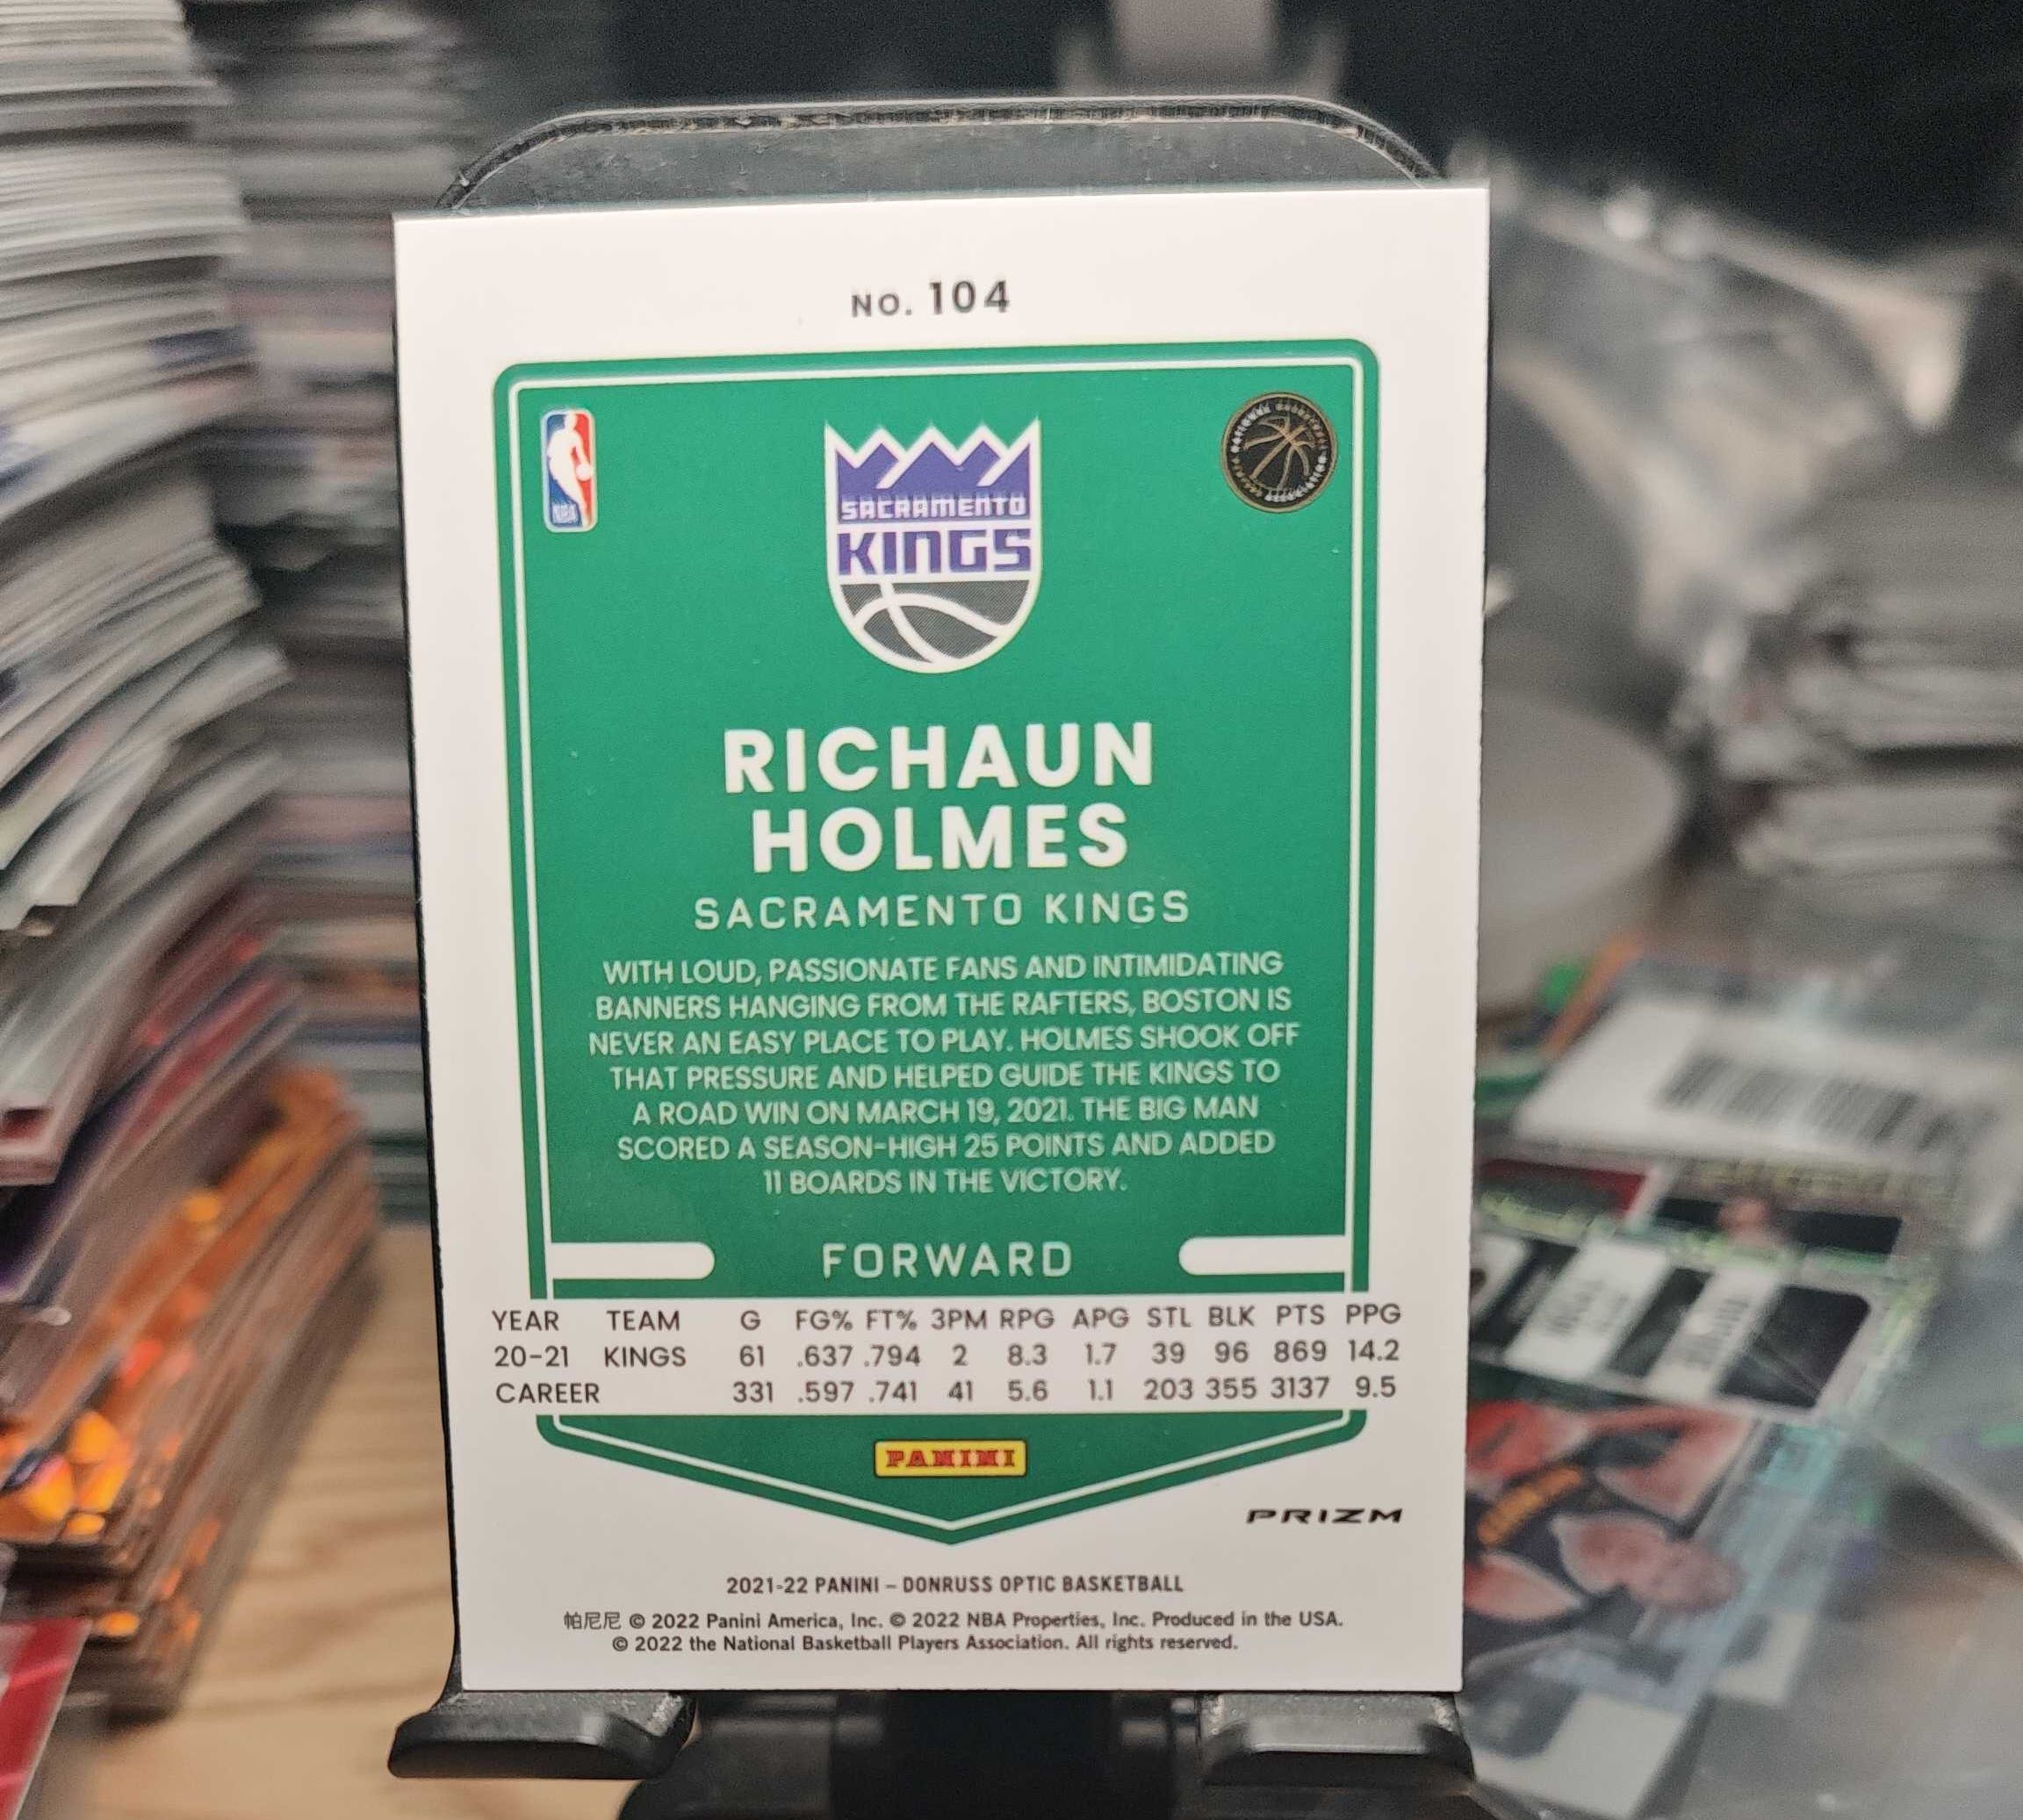 NO. 104
NBA
SACRAMENTO
KINGS
RICHAUN
HOLMES
SACRAMENTO KINGS
WITH LOUD, PASSIONATE FANS AND INTIMIDATING
BANNERS HANGING FROM THE RAFTERS, BOSTON IS
NEVER AN EASY PLACE TO PLAY. HOLMES SHOOK OFF
THAT PRESSURE AND HELPED GUIDE THE KINGS TO
A ROAD WIN ON MARCH 19, 2021. THE BIG MAN
SCORED A SEASON-HIGH 25 POINTS AND ADDED
11 BOARDS IN THE VICTORY.
FORWARD
YEAR TEAM G FG% FT% 3PM RPG APG STL BLK PTS PPG
20-21 KINGS 61 .637 .794 2 8.3 1.7 39 96 869 14.2
CAREER 331 .597 .741 41 5.6 1.1 203 355 3137 9.5
PANINI
PRIZM
2021-22 PANINI – DONRUSS OPTIC BASKETBALL
帕尼尼 © 2022 Panini America, Inc. © 2022 NBA Properties, Inc. Produced in the USA.
© 2022 the National Basketball Players Association. All rights reserved.